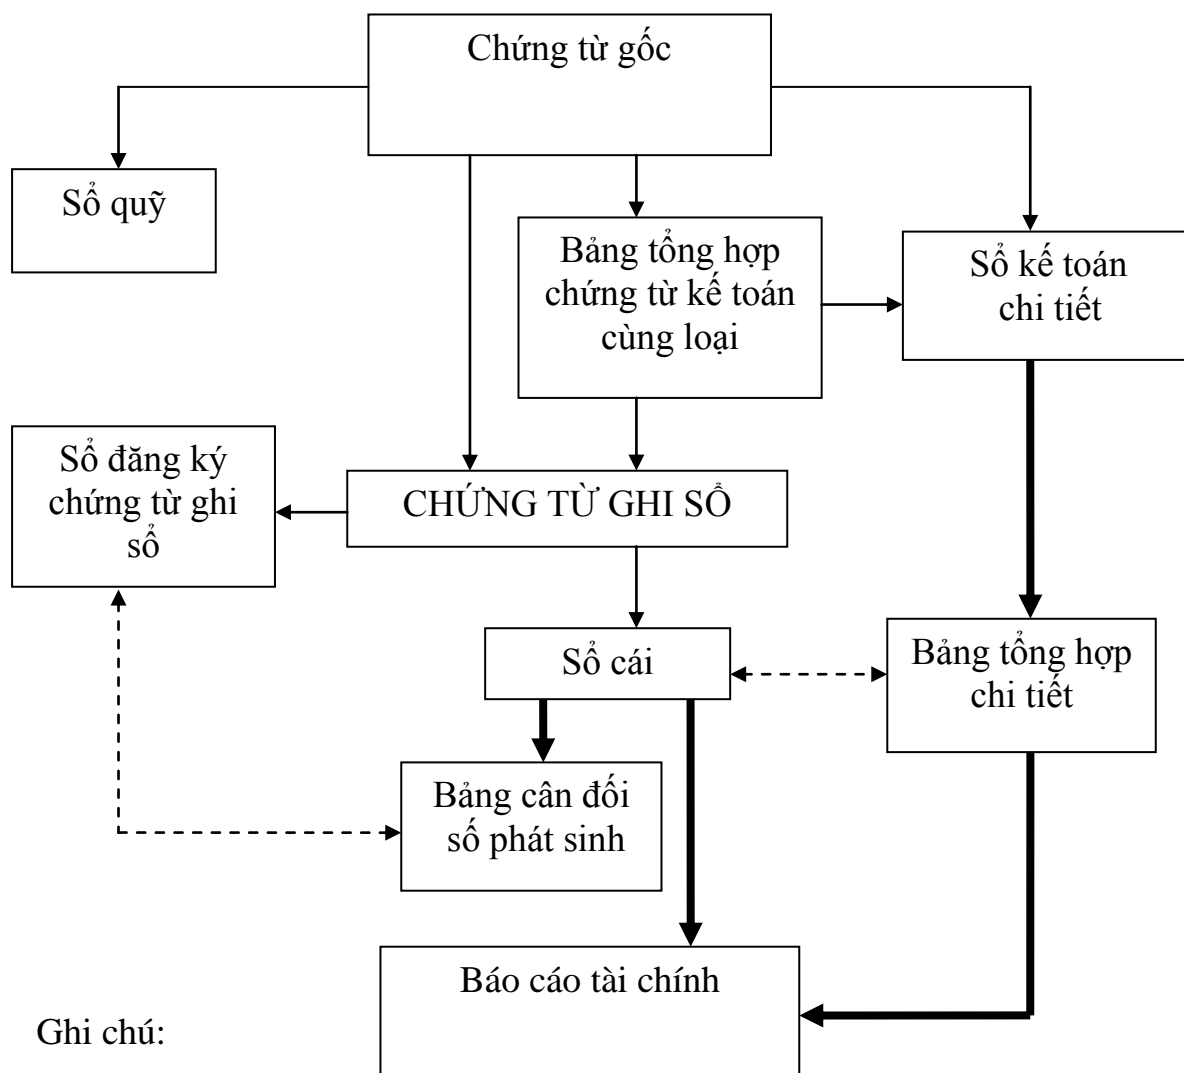 Chứng từ gốc
Sổ quỹ
Bảng tổng hợp
chứng từ kế toán
cùng loại
Sổ kế toán
chi tiết
Sổ đăng ký
chứng từ ghi
sổ
CHỨNG TỪ GHI SỔ
Sổ cái
Bảng tổng hợp
chi tiết
Bảng cân đối
số phát sinh
Báo cáo tài chính
Ghi chú: